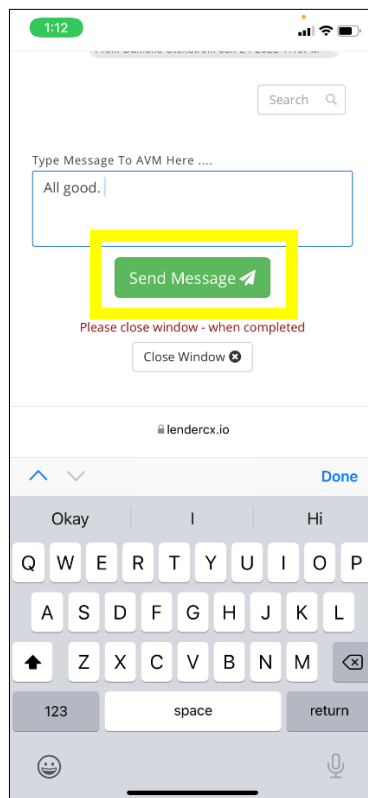 1:12
Search
Type Message To AVM Here ....
All good.
Send Message
Please close window - when completed
Close Window
lendercx.io
Done
Okay I Hi
Q W E R T Y U I O P
A S D F G H J K L
Z X C V B N M
123 space return